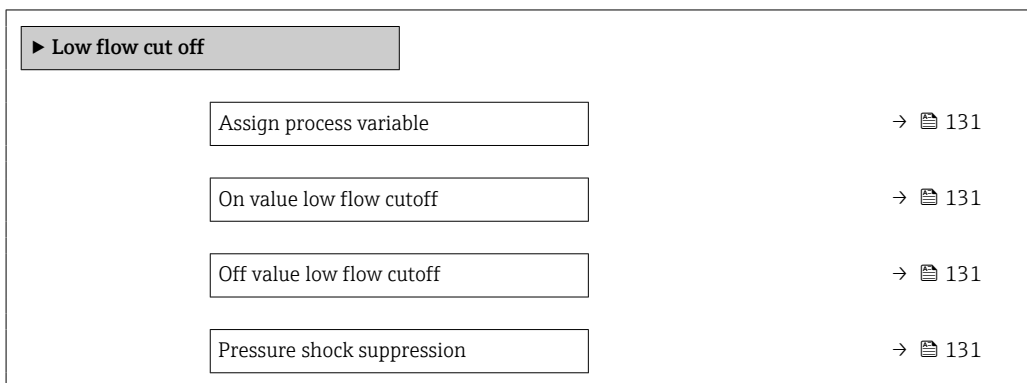 ▶ Low flow cut off
Assign process variable → 131
On value low flow cutoff → 131
Off value low flow cutoff → 131
Pressure shock suppression → 131